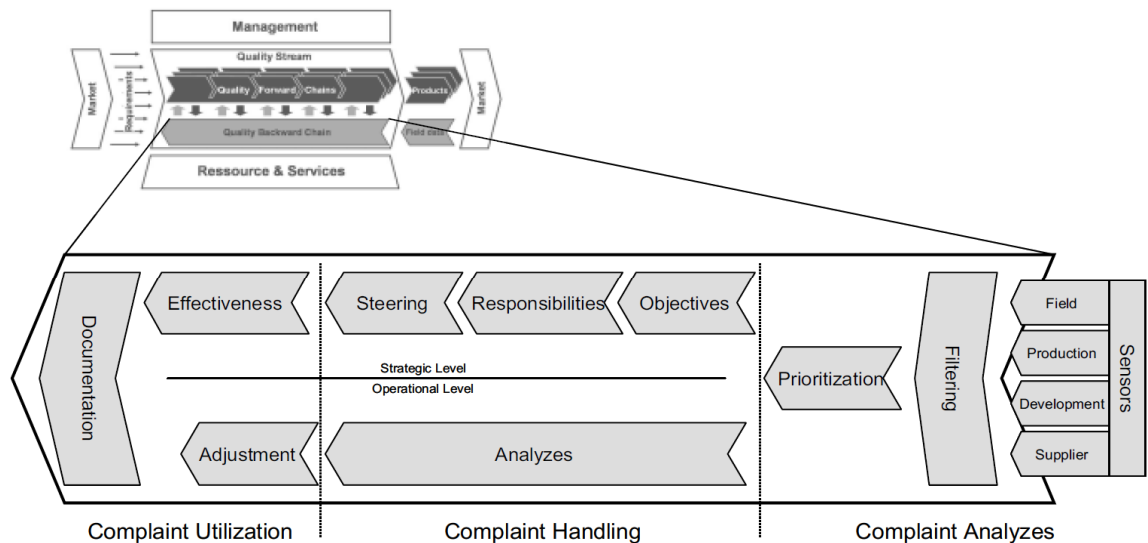 Management
Quality Stream
Market
Requirements
Quality Forward Chains
Products
Market
Quality Backward Chain
Field data
Ressource & Services
Documentation
Effectiveness
Steering
Responsibilities
Objectives
Strategic Level
Operational Level
Adjustment
Analyzes
Prioritization
Filtering
Field
Production
Development
Supplier
Sensors
Complaint Utilization
Complaint Handling
Complaint Analyzes